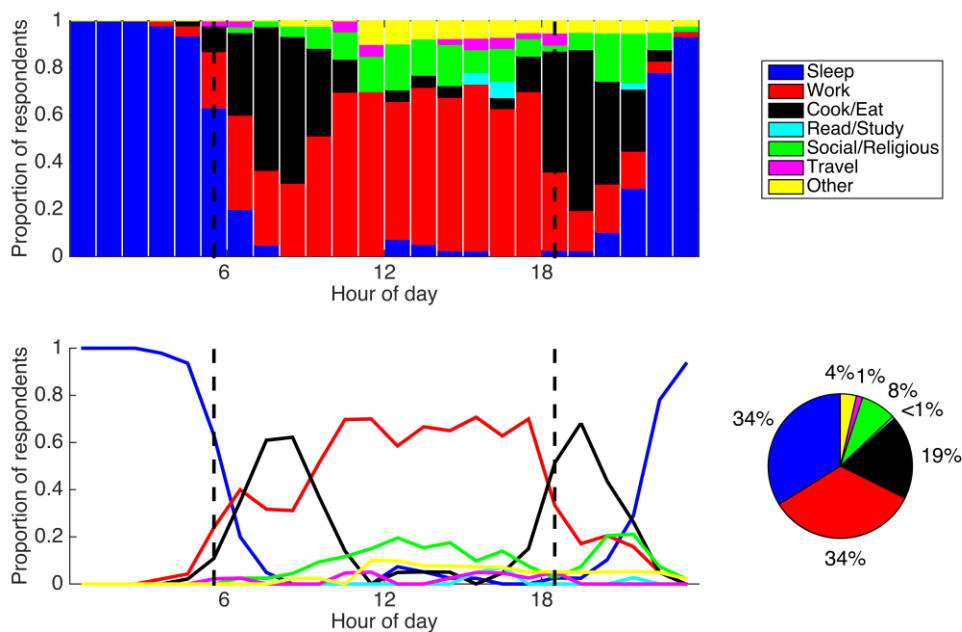 Proportion of respondents
1
0.8
0.6
0.4
0.2
0
6
12
18
Hour of day
Sleep
Work
Cook/Eat
Read/Study
Social/Religious
Travel
Other
Proportion of respondents
1
0.8
0.6
0.4
0.2
0
6
12
18
Hour of day
4%
1%
8%
<1%
19%
34%
34%